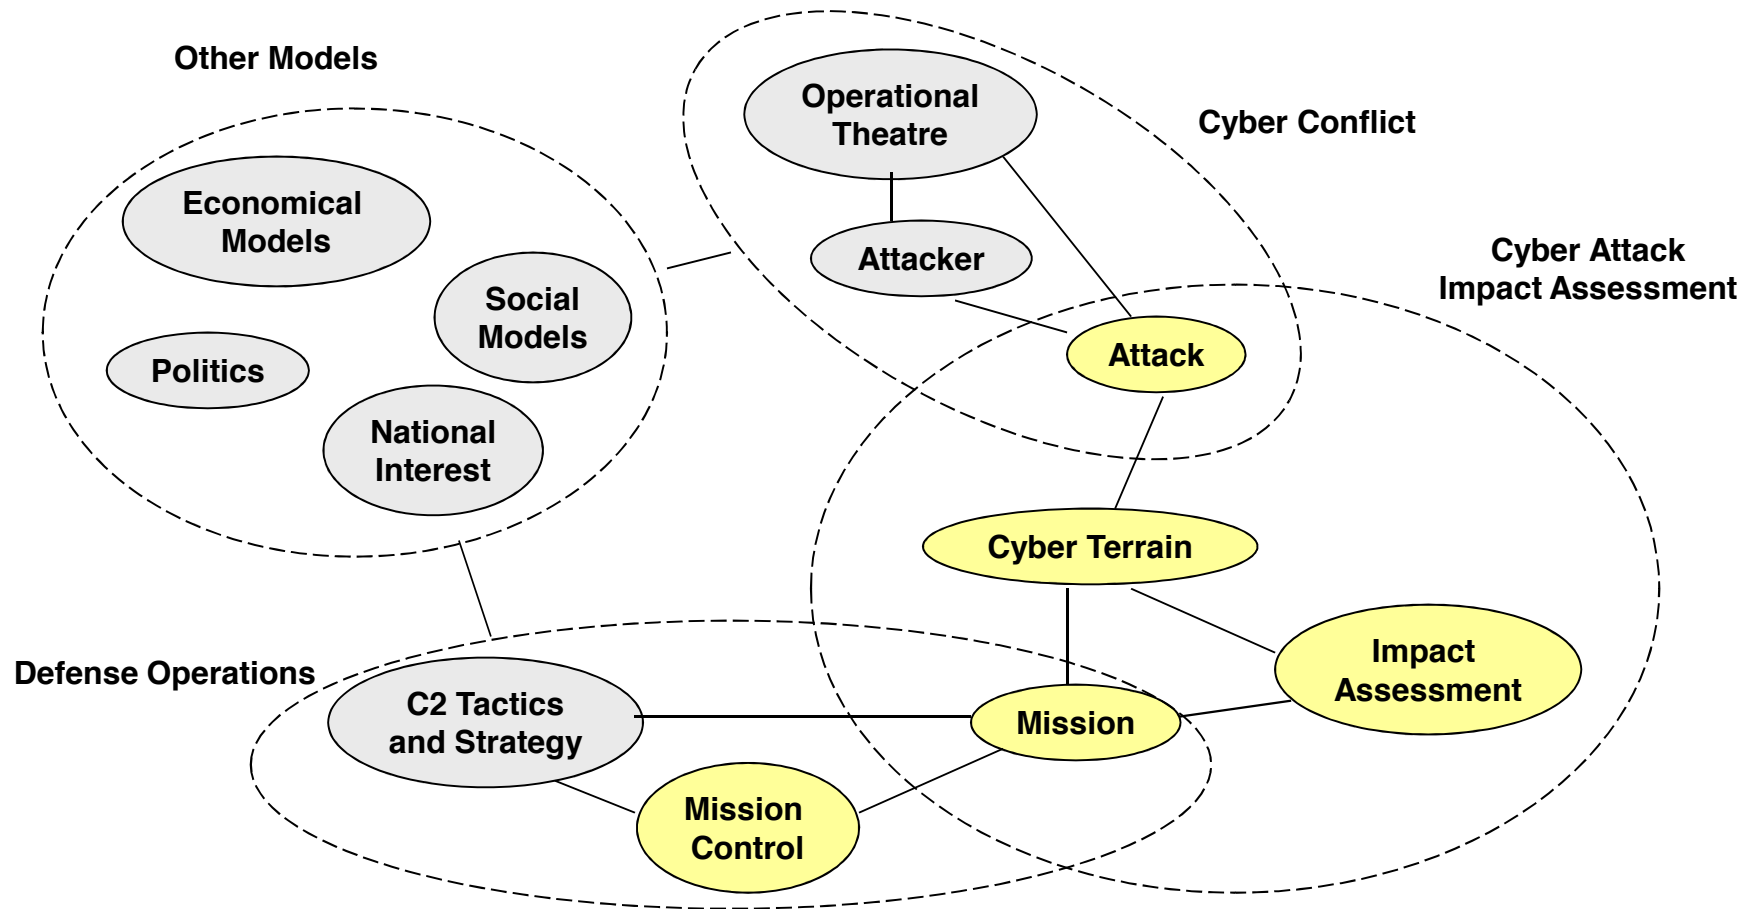 Other Models
Operational
Theatre
Cyber Conflict
Economical
Models
Attacker
Cyber Attack
Impact Assessment
Social
Models
Attack
Politics
National
Interest
Cyber Terrain
Impact
Assessment
Defense Operations
C2 Tactics
and Strategy
Mission
Mission
Control